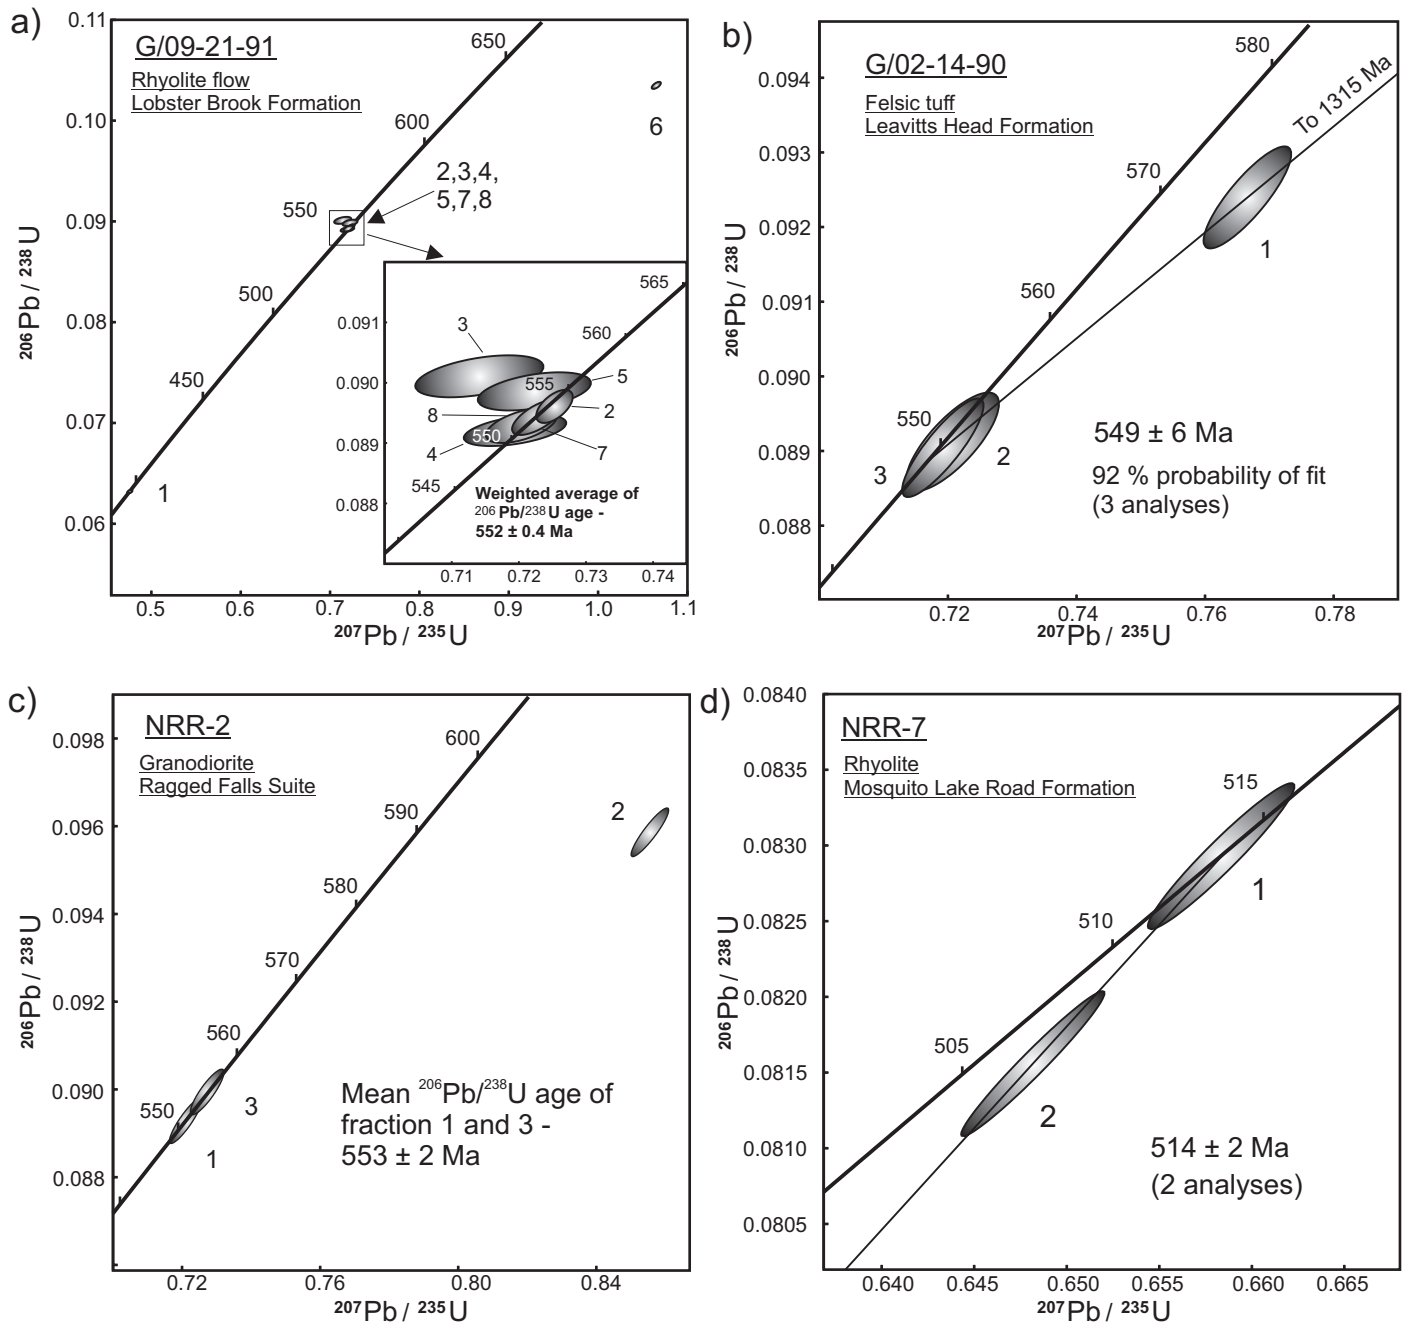 a)
G/09-21-91
Rhyolite flow
Lobster Brook Formation
0.11
0.10
0.09
0.08
0.07
0.06
206Pb / 238U
650
600
550
500
450
6
2,3,4,
5,7,8
1
0.5
0.6
0.7
0.8
0.9
1.0
1.1
207Pb / 235U
0.091
0.090
0.089
0.088
565
560
555
550
545
3
5
2
8
4
7
Weighted average of
206Pb/238U age -
552 ± 0.4 Ma
0.71
0.72
0.73
0.74
b)
G/02-14-90
Felsic tuff
Leavitts Head Formation
0.094
0.093
0.092
0.091
0.090
0.089
0.088
206Pb / 238U
580
570
560
550
To 1315 Ma
1
2
3
549 ± 6 Ma
92 % probability of fit
(3 analyses)
0.72
0.74
0.76
0.78
207Pb / 235U
c)
NRR-2
Granodiorite
Ragged Falls Suite
0.098
0.096
0.094
0.092
0.090
0.088
206Pb / 238U
600
590
580
570
560
550
2
3
1
Mean 206Pb/238U age of
fraction 1 and 3 -
553 ± 2 Ma
0.72
0.76
0.80
0.84
207Pb / 235U
d)
NRR-7
Rhyolite
Mosquito Lake Road Formation
0.0840
0.0835
0.0830
0.0825
0.0820
0.0815
0.0810
0.0805
206Pb / 238U
515
510
505
1
2
514 ± 2 Ma
(2 analyses)
0.640
0.645
0.650
0.655
0.660
0.665
207Pb / 235U